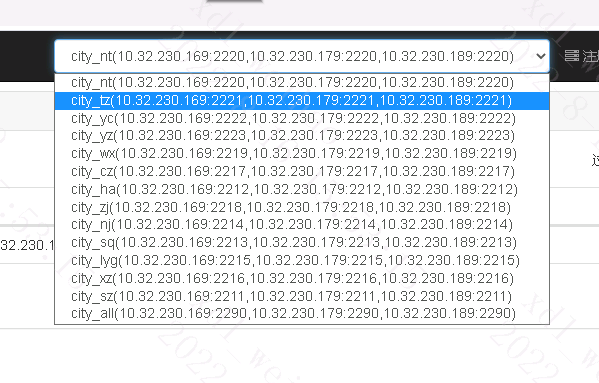 city_nt(10.32.230.169:2220,10.32.230.179:2220,10.32.230.189:2220)
city_nt(10.32.230.169:2220,10.32.230.179:2220,10.32.230.189:2220)
city_tz(10.32.230.169:2221,10.32.230.179:2221,10.32.230.189:2221)
city_yc(10.32.230.169:2222,10.32.230.179:2222,10.32.230.189:2222)
city_yz(10.32.230.169:2223,10.32.230.179:2223,10.32.230.189:2223)
city_wx(10.32.230.169:2219,10.32.230.179:2219,10.32.230.189:2219)
city_cz(10.32.230.169:2217,10.32.230.179:2217,10.32.230.189:2217)
city_ha(10.32.230.169:2212,10.32.230.179:2212,10.32.230.189:2212)
city_zj(10.32.230.169:2218,10.32.230.179:2218,10.32.230.189:2218)
city_nj(10.32.230.169:2214,10.32.230.179:2214,10.32.230.189:2214)
city_sq(10.32.230.169:2213,10.32.230.179:2213,10.32.230.189:2213)
32.230.1
city_lyg(10.32.230.169:2215,10.32.230.179:2215,10.32.230.189:2215)
city_xz(10.32.230.169:2216,10.32.230.179:2216,10.32.230.189:2216)
city_sz(10.32.230.169:2211,10.32.230.179:2211,10.32.230.189:2211)
city_all(10.32.230.169:2290,10.32.230.179:2290,10.32.230.189:2290)